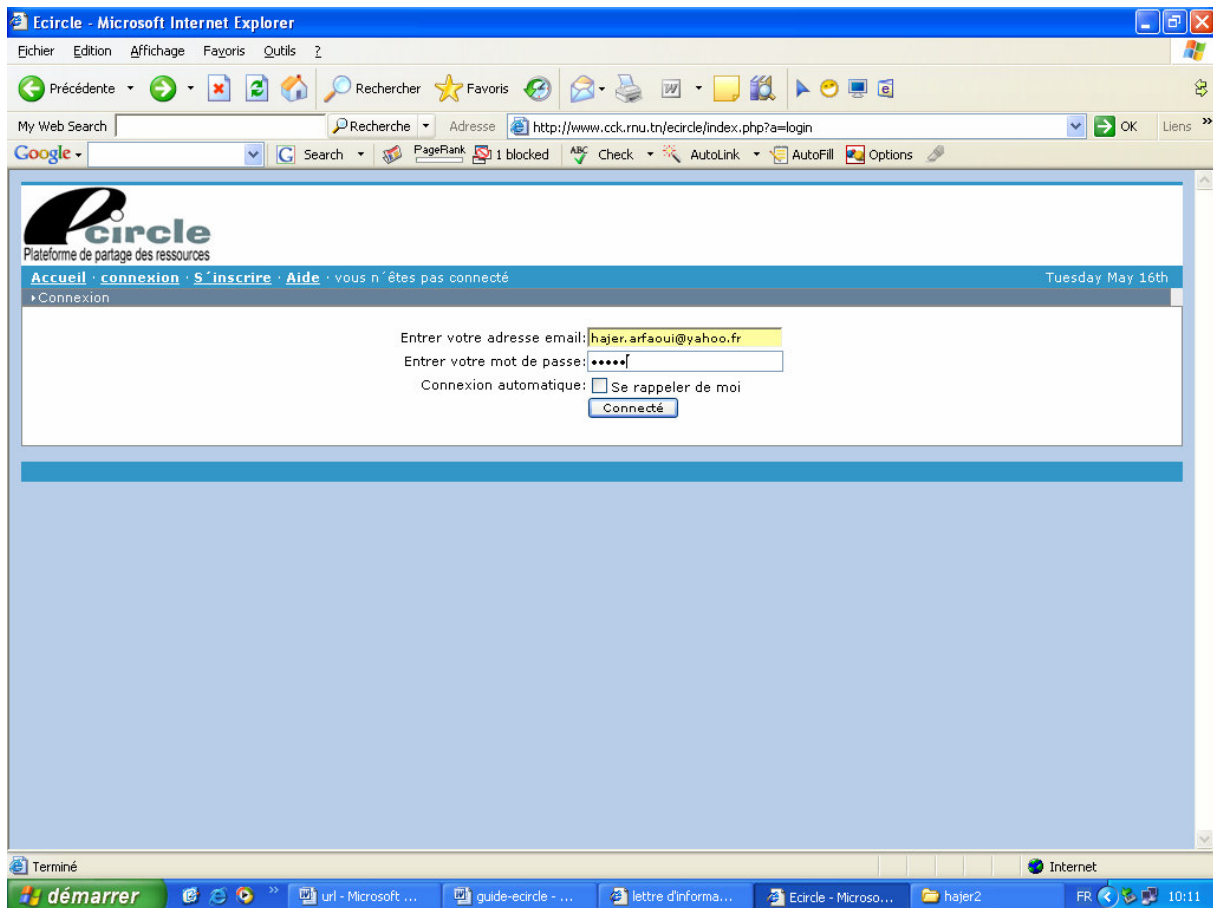 Ecircle - Microsoft Internet Explorer
Fichier Edition Affichage Favoris Outils ?
Précédente Rechercher Favoris
My Web Search Recherche Adresse http://www.cck.rnu.tn/ecircle/index.php?a=login OK Liens »
Google Search PageRank 1 blocked ABC Check AutoLink AutoFill Options
ecircle
Plateforme de partage des ressources
Accueil · connexion · S´inscrire · Aide · vous n´êtes pas connecté Tuesday May 16th
Connexion
Entrer votre adresse email: hajer.arfaoui@yahoo.fr
Entrer votre mot de passe: •••••
Connexion automatique: Se rappeler de moi
Connecté
Terminé Internet
démarrer » url - Microsoft ... guide-ecircle - ... lettre d'informa... Ecircle - Microso... hajer2 FR 10:11